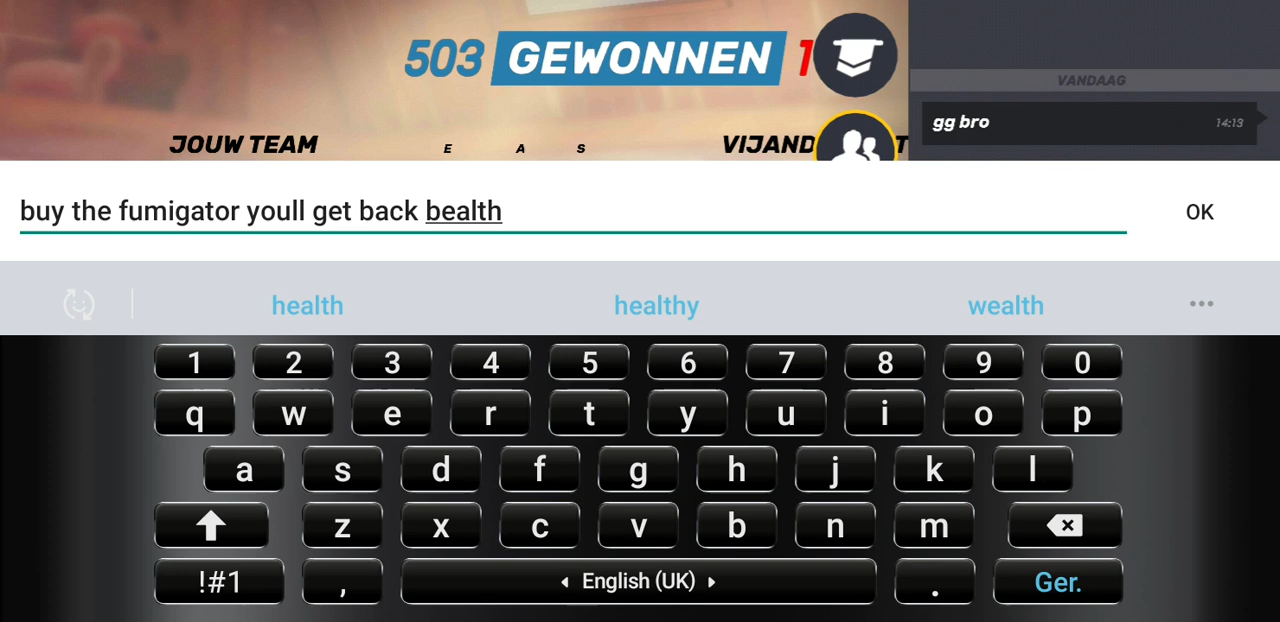 503 GEWONNEN 1
VANDAAG
gg bro 14:13
JOUW TEAM E A S VIJAND T
buy the fumigator youll get back bealth
OK
health healthy wealth
1 2 3 4 5 6 7 8 9 0
q w e r t y u i o p
a s d f g h j k l
z x c v b n m
!#1 , English (UK) . Ger.